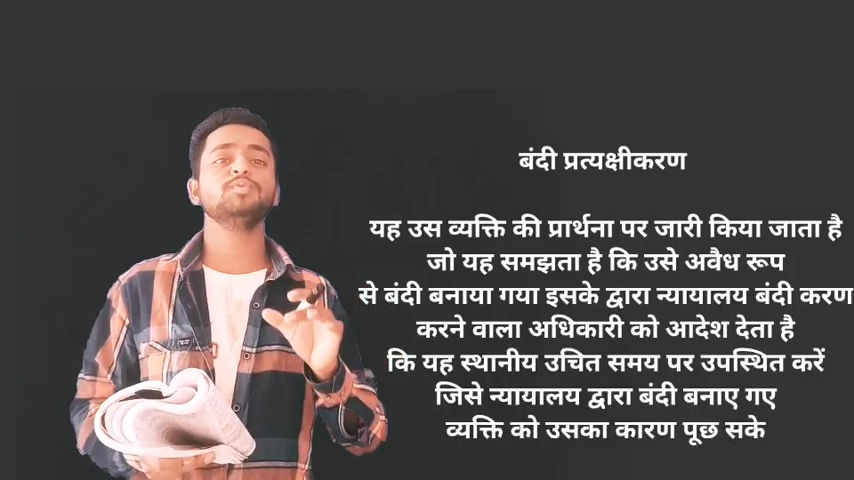 बंदी प्रत्यक्षीकरण
यह उस व्यक्ति की प्रार्थना पर जारी किया जाता है
जो यह समझता है कि उसे अवैध रूप
से बंदी बनाया गया इसके द्वारा न्यायालय बंदी करण
करने वाला अधिकारी को आदेश देता है
कि यह स्थानीय उचित समय पर उपस्थित करें
जिसे न्यायालय द्वारा बंदी बनाए गए
व्यक्ति को उसका कारण पूछ सके